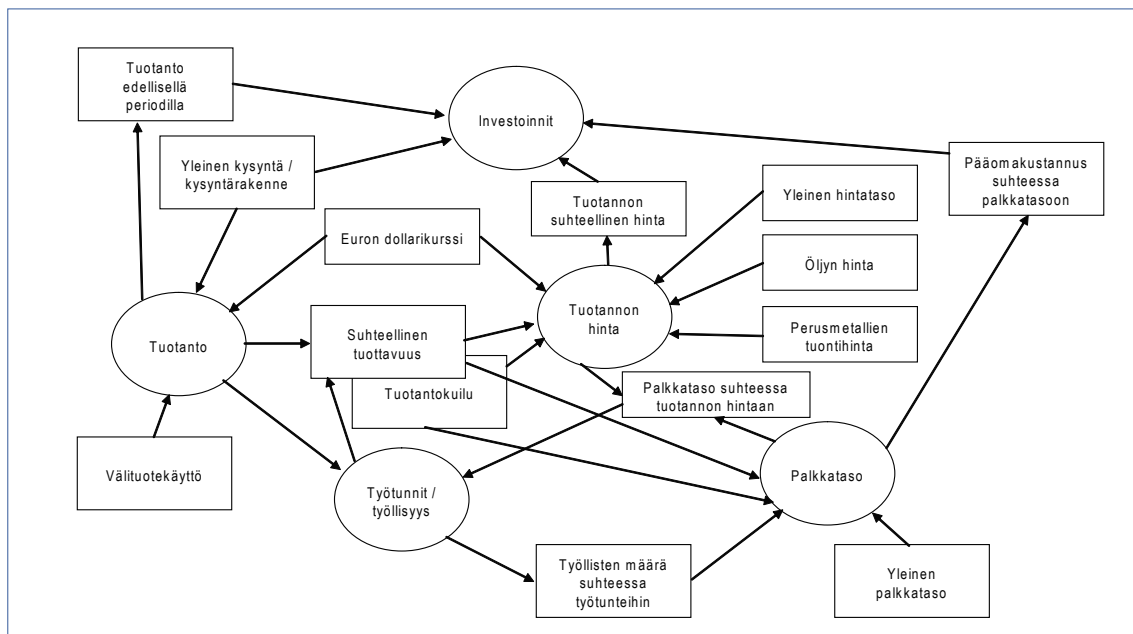 Tuotanto
edellisellä
periodilla
Investoinnit
Yleinen kysyntä /
kysyntärakenne
Pääomakustannus
suhteessa
palkkatasoon
Tuotannon
suhteellinen hinta
Yleinen hintataso
Euron dollarikurssi
Öljyn hinta
Tuotannon
hinta
Tuotanto
Suhteellinen
tuottavuus
Perusmetallien
tuontihinta
Tuotantokuilu
Palkkataso suhteessa
tuotannon hintaan
Välituotekäyttö
Työtunnit /
työllisyys
Palkkataso
Työllisten määrä
suhteessa
työtunteihin
Yleinen
palkkataso